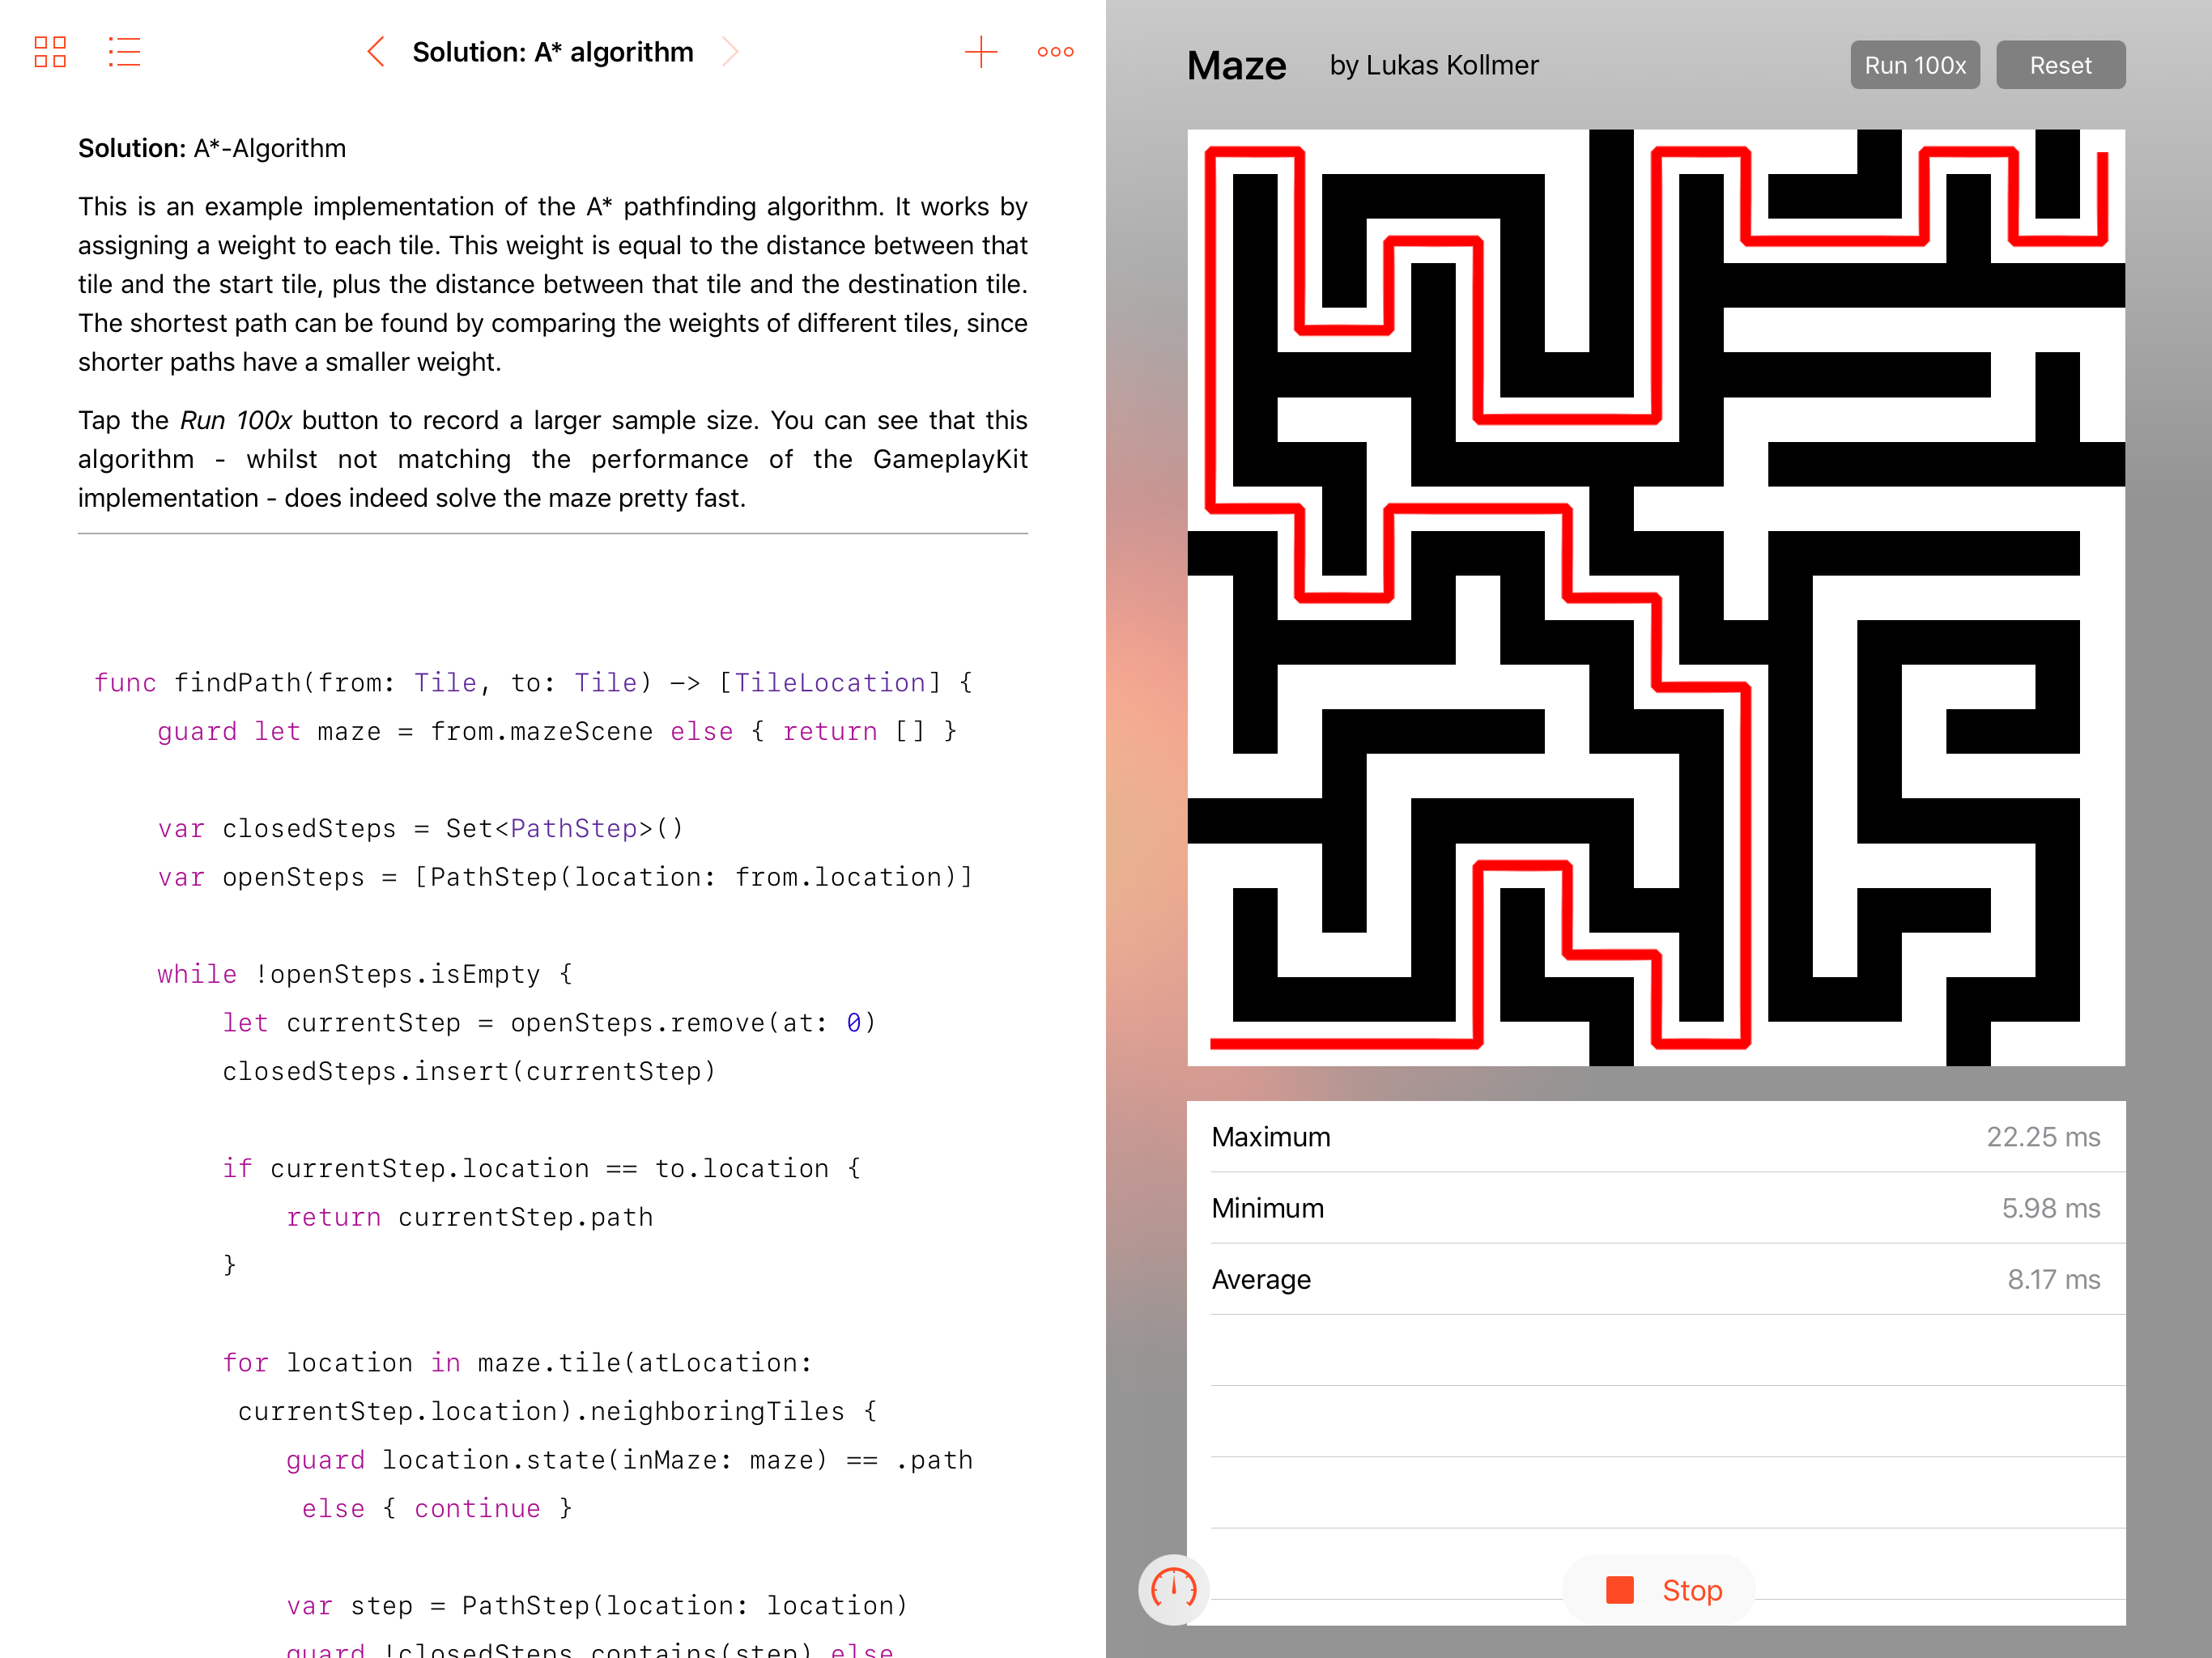 Solution: A* algorithm
Solution: A*-Algorithm
This is an example implementation of the A* pathfinding algorithm. It works by
assigning a weight to each tile. This weight is equal to the distance between that
tile and the start tile, plus the distance between that tile and the destination tile.
The shortest path can be found by comparing the weights of different tiles, since
shorter paths have a smaller weight.
Tap the Run 100x button to record a larger sample size. You can see that this
algorithm - whilst not matching the performance of the GameplayKit
implementation - does indeed solve the maze pretty fast.
func findPath(from: Tile, to: Tile) -> [TileLocation] {
guard let maze = from.mazeScene else { return [] }
var closedSteps = Set<PathStep>()
var openSteps = [PathStep(location: from.location)]
while !openSteps.isEmpty {
let currentStep = openSteps.remove(at: 0)
closedSteps.insert(currentStep)
if currentStep.location == to.location {
return currentStep.path
}
for location in maze.tile(atLocation:
currentStep.location).neighboringTiles {
guard location.state(inMaze: maze) == .path
else { continue }
var step = PathStep(location: location)
guard !closedSteps.contains(step) else
Maze by Lukas Kollmer
Run 100x
Reset
Maximum 22.25 ms
Minimum 5.98 ms
Average 8.17 ms
Stop